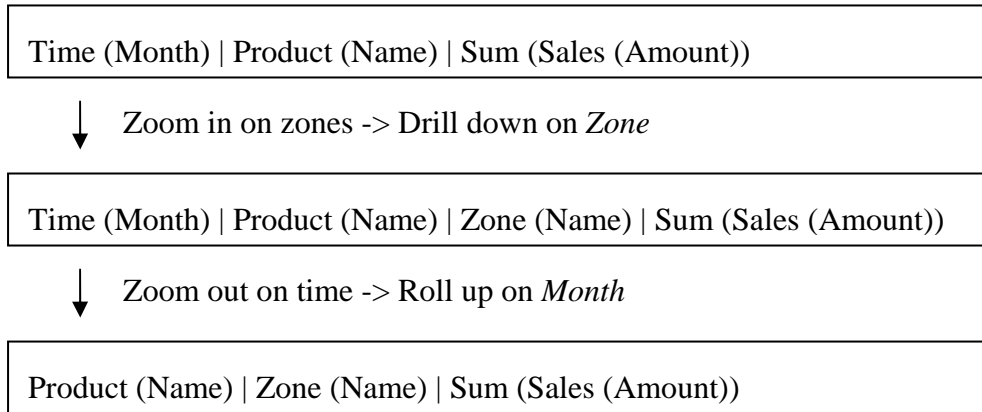 Time (Month) | Product (Name) | Sum (Sales (Amount))
Zoom in on zones -> Drill down on Zone
Time (Month) | Product (Name) | Zone (Name) | Sum (Sales (Amount))
Zoom out on time -> Roll up on Month
Product (Name) | Zone (Name) | Sum (Sales (Amount))